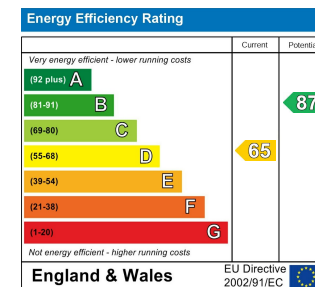 Energy Efficiency Rating
Current Potentia
Very energy efficient - lower running costs
(92 plus) A
(81-91) B
87
(69-80) C
(55-68) D
65
(39-54) E
(21-38) F
(1-20) G
Not energy efficient - higher running costs
England & Wales
EU Directive
2002/91/EC